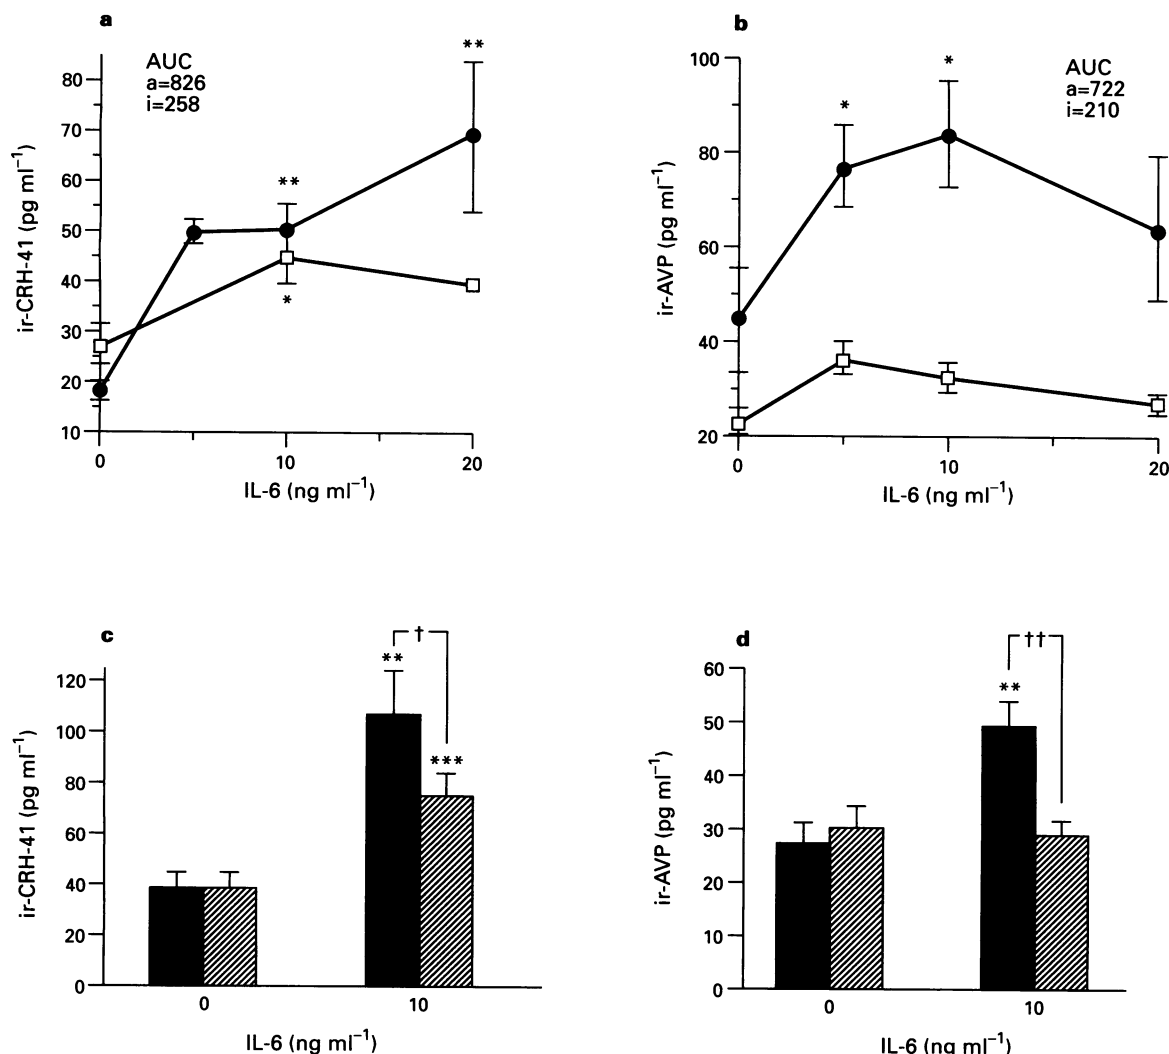 a
AUC
a=826
i=258
**
**
*
80
70
60
50
40
30
20
10
0
10
20
ir-CRH-41 (pg ml⁻¹)
IL-6 (ng ml⁻¹)
b
AUC
a=722
i=210
*
*
100
80
60
40
20
0
10
20
ir-AVP (pg ml⁻¹)
IL-6 (ng ml⁻¹)
c
†
**
***
120
100
80
60
40
20
0
0
10
ir-CRH-41 (pg ml⁻¹)
IL-6 (ng ml⁻¹)
d
††
**
60
50
40
30
20
10
0
0
10
ir-AVP (pg ml⁻¹)
IL-6 (ng ml⁻¹)